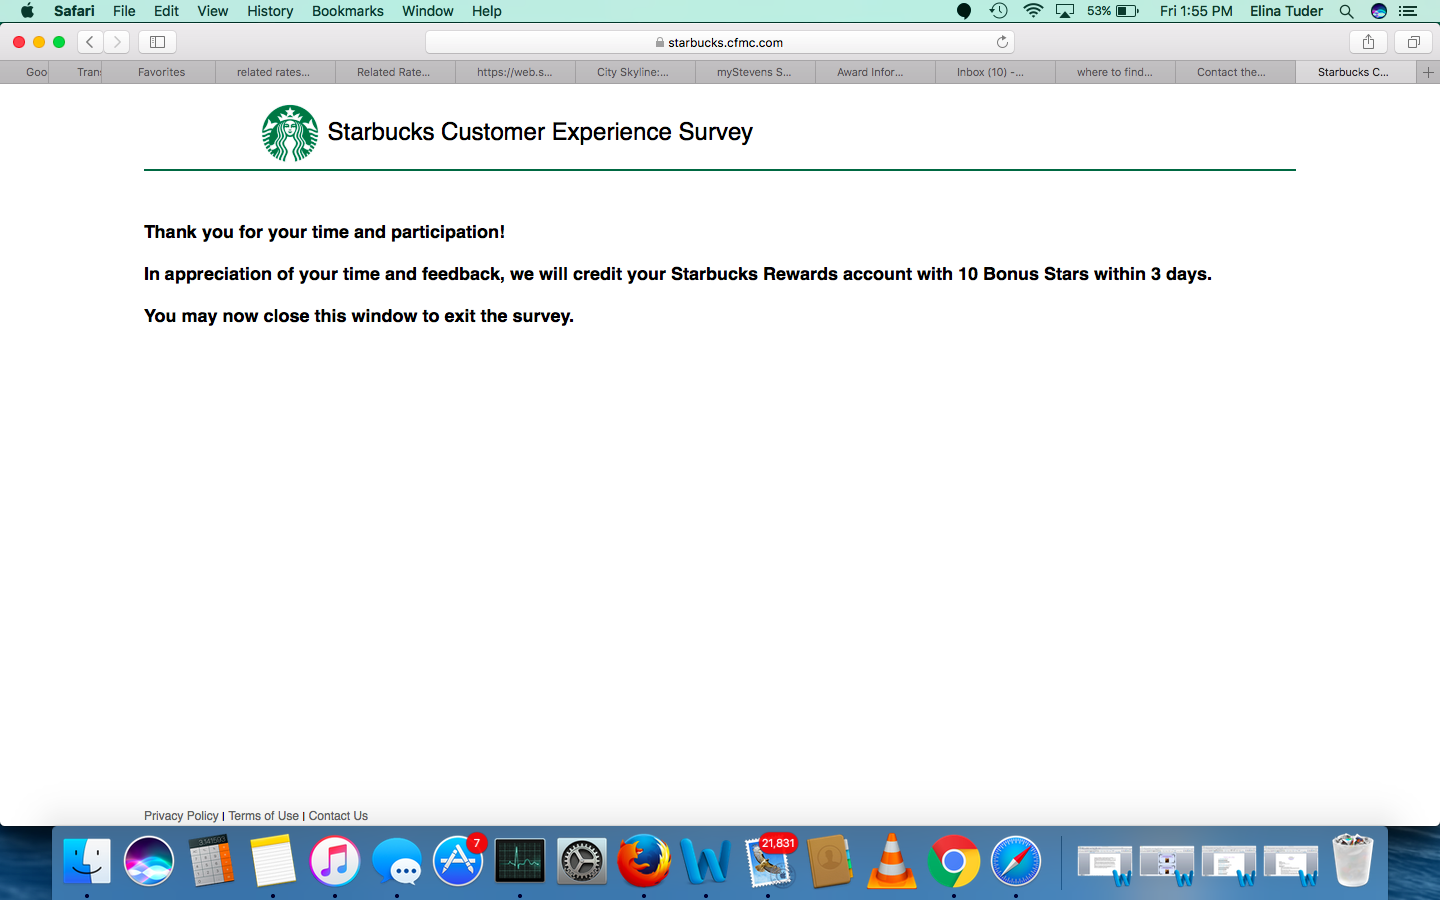 Safari File Edit View History Bookmarks Window Help 53% Fri 1:55 PM Elina Tuder
starbucks.cfmc.com
Goo Tran Favorites related rates... Related Rate... https://web.s... City Skyline:... myStevens S... Award Infor... Inbox (10) -... where to find... Contact the... Starbucks C...
Starbucks Customer Experience Survey
Thank you for your time and participation!
In appreciation of your time and feedback, we will credit your Starbucks Rewards account with 10 Bonus Stars within 3 days.
You may now close this window to exit the survey.
Privacy Policy | Terms of Use | Contact Us
7 21,831